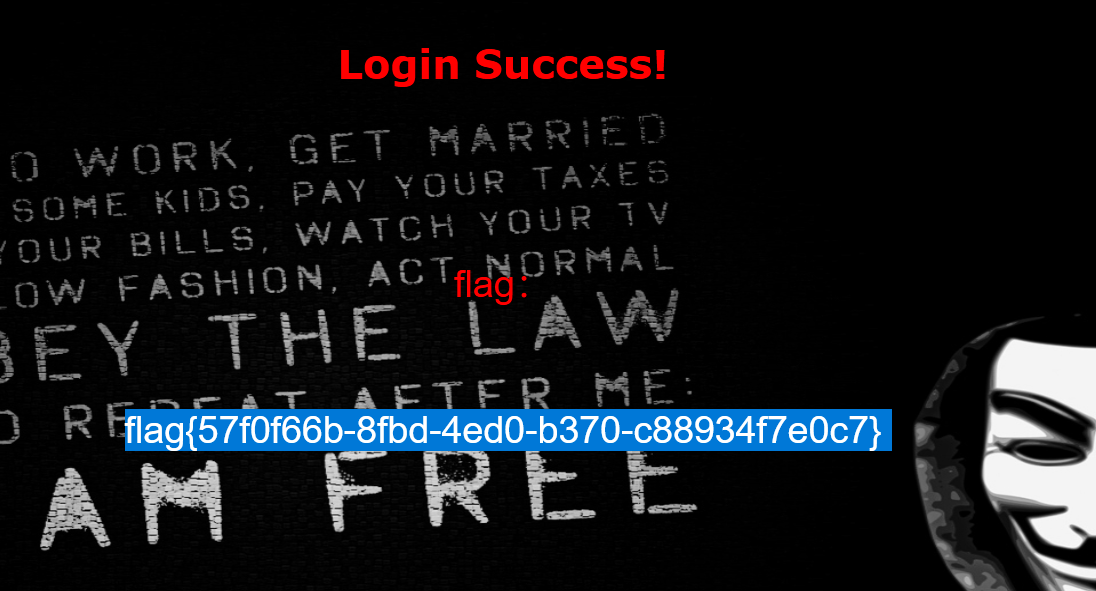 Login Success!
O WORK, GET MARRIED
SOME KIDS, PAY YOUR TAXES
YOUR BILLS, WATCH YOUR TV
LOW FASHION, ACT NORMAL
flag:
BEY THE LAW
D REPEAT AFTER ME:
flag{57f0f66b-8fbd-4ed0-b370-c88934f7e0c7}
AM FREE